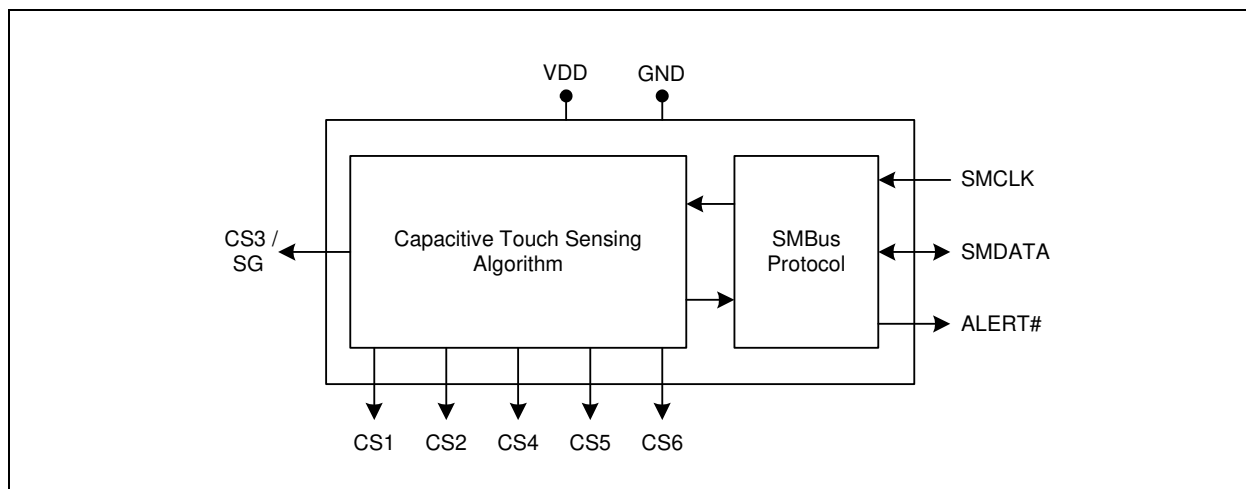 VDD
GND
SMCLK
CS3 /
SG
Capacitive Touch Sensing
Algorithm
SMBus
Protocol
SMDATA
ALERT#
CS1
CS2
CS4
CS5
CS6